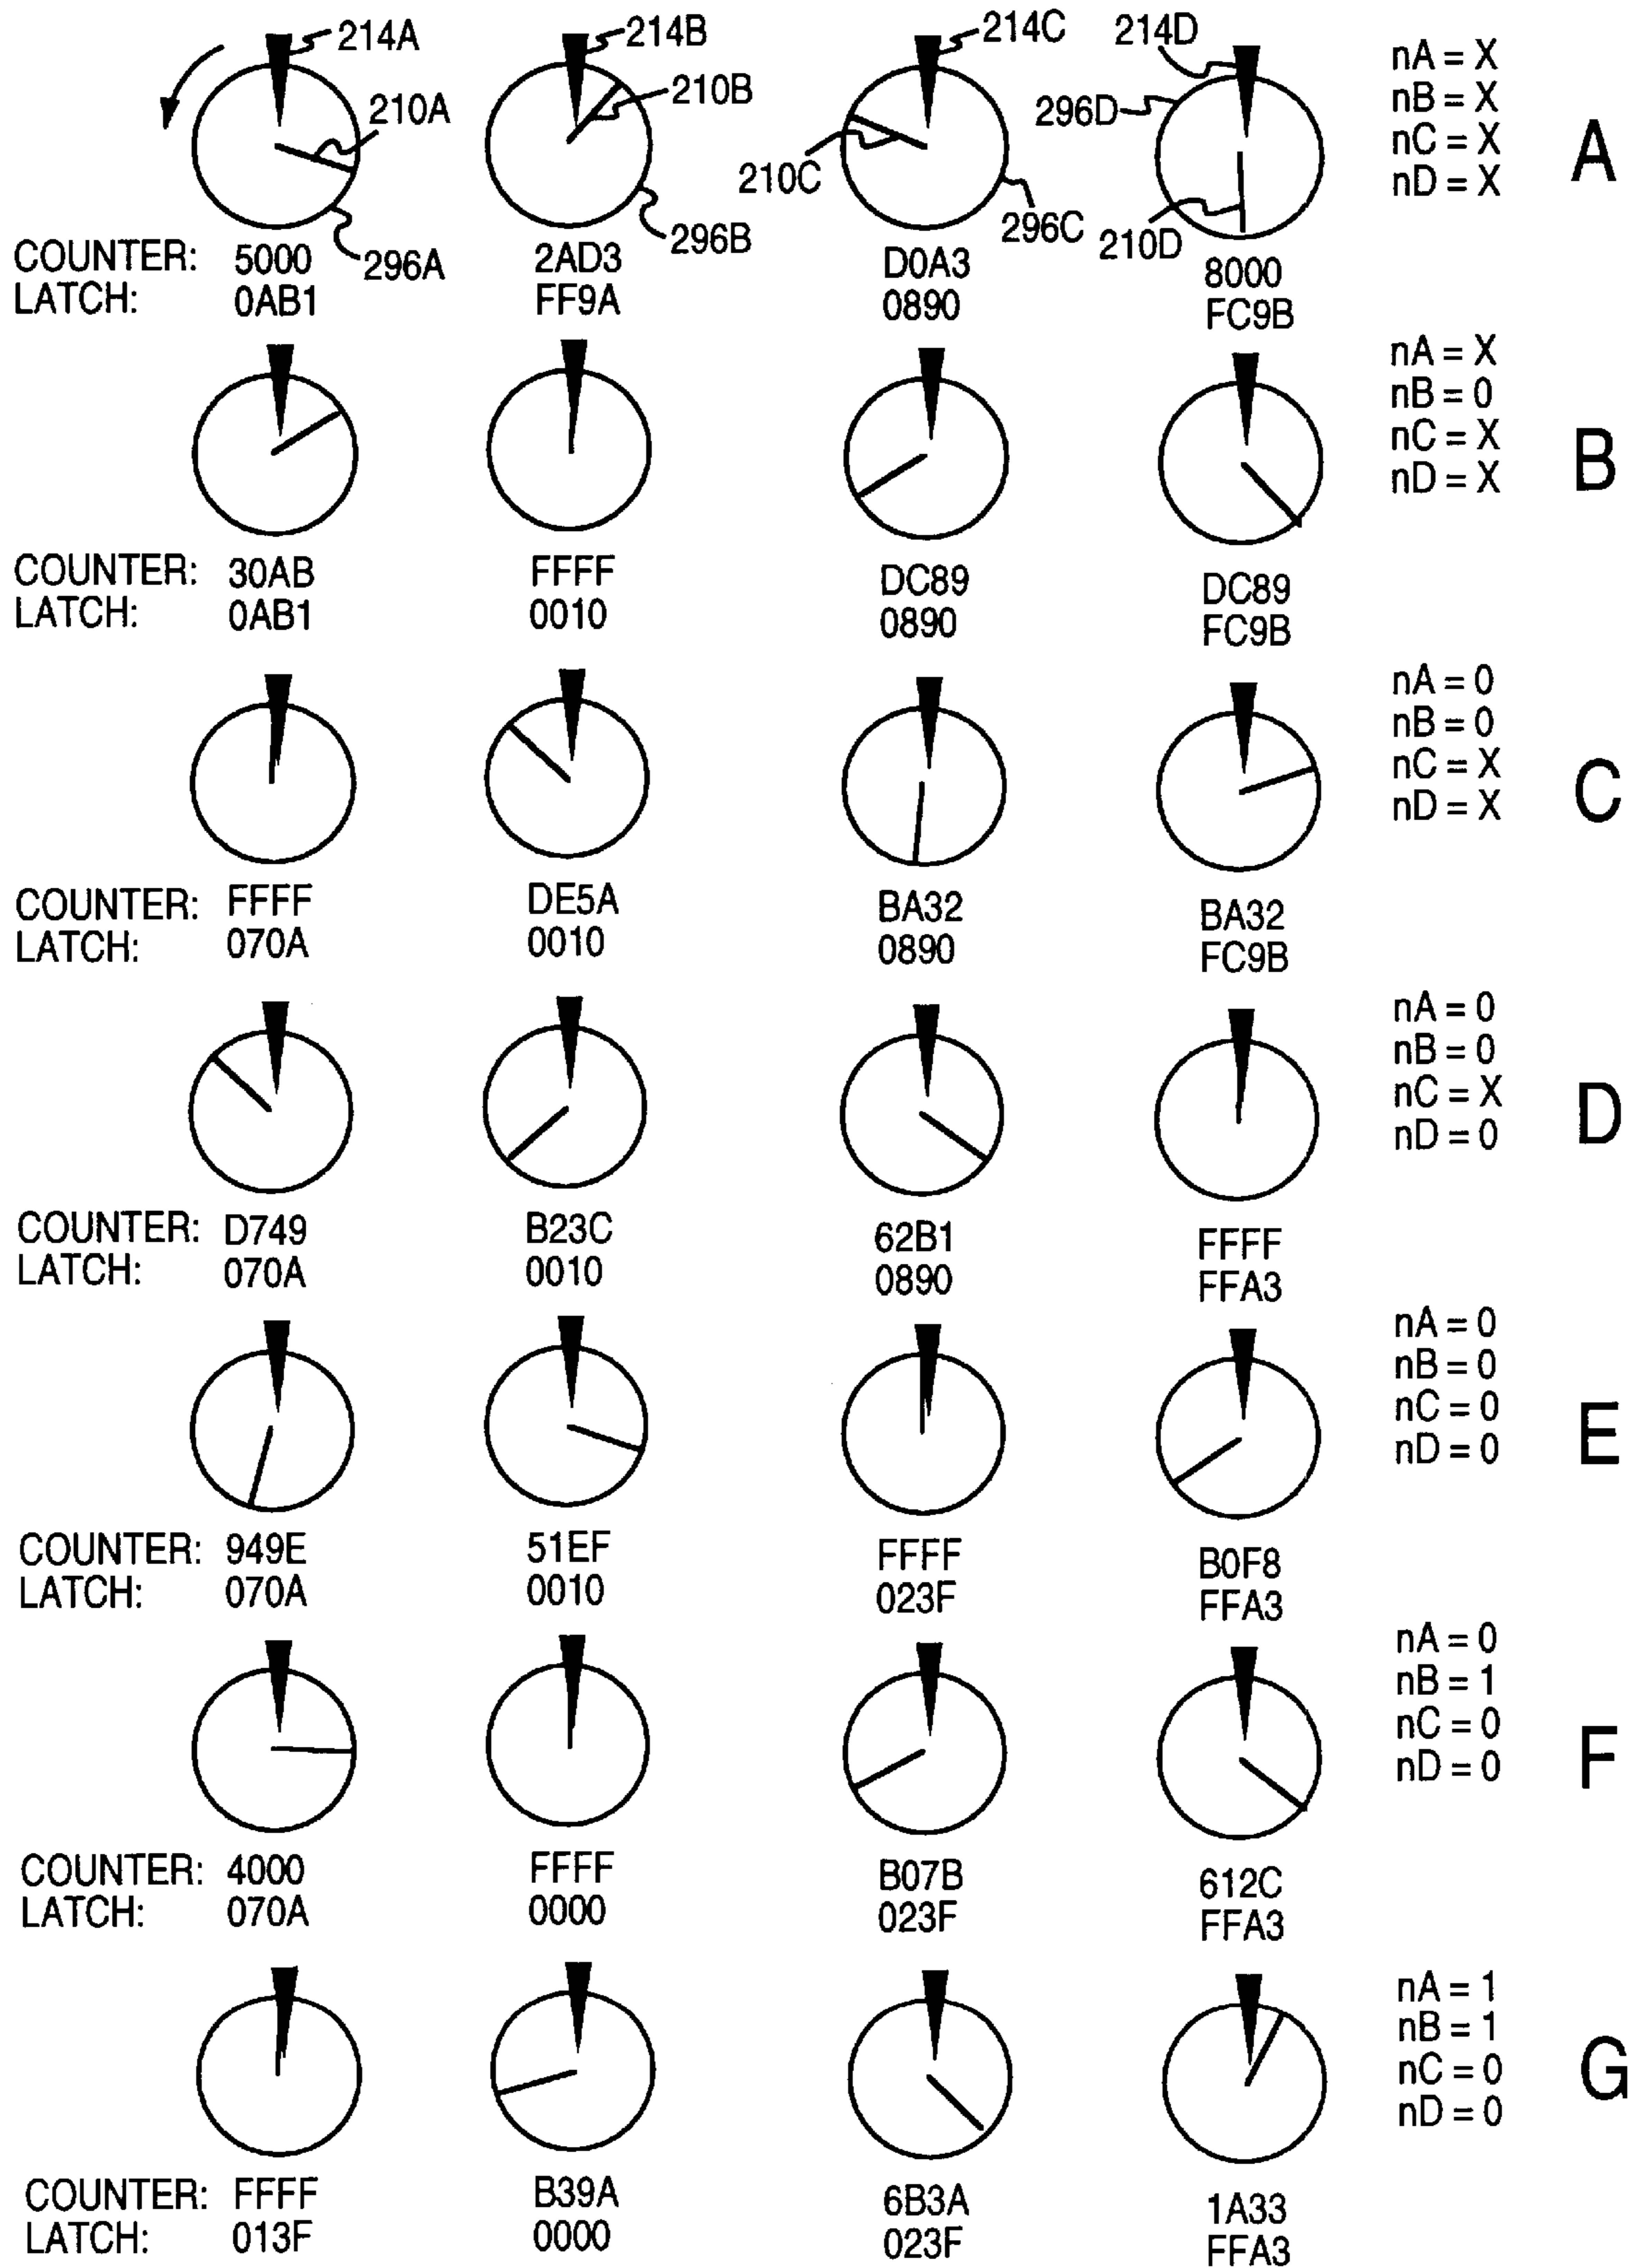 214A 214B 214C 214D
210A 210B 210C 296D
296A 296B 296C 210D
COUNTER: 5000 2AD3 D0A3 8000
LATCH: 0AB1 FF9A 0890 FC9B
nA = X
nB = X
nC = X
nD = X
A
COUNTER: 30AB FFFF DC89 DC89
LATCH: 0AB1 0010 0890 FC9B
nA = X
nB = 0
nC = X
nD = X
B
COUNTER: FFFF DE5A BA32 BA32
LATCH: 070A 0010 0890 FC9B
nA = 0
nB = 0
nC = X
nD = X
C
COUNTER: D749 B23C 62B1 FFFF
LATCH: 070A 0010 0890 FFA3
nA = 0
nB = 0
nC = X
nD = 0
D
COUNTER: 949E 51EF FFFF B0F8
LATCH: 070A 0010 023F FFA3
nA = 0
nB = 0
nC = 0
nD = 0
E
COUNTER: 4000 FFFF B07B 612C
LATCH: 070A 0000 023F FFA3
nA = 0
nB = 1
nC = 0
nD = 0
F
COUNTER: FFFF B39A 6B3A 1A33
LATCH: 013F 0000 023F FFA3
nA = 1
nB = 1
nC = 0
nD = 0
G